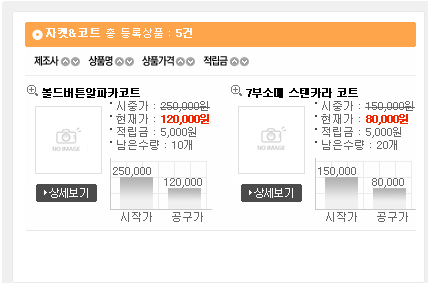 자켓&코트 총 등록상품 : 5건
제조사 상품명 상품가격 적립금
볼드버튼알파카코트
시중가 : 250,000원
현재가 : 120,000원
적립금 : 5,000원
남은수량 : 10개
NO IMAGE
상세보기
250,000
120,000
시작가 공구가
7부소매 스탠카라 코트
시중가 : 150,000원
현재가 : 80,000원
적립금 : 5,000원
남은수량 : 20개
NO IMAGE
상세보기
150,000
80,000
시작가 공구가